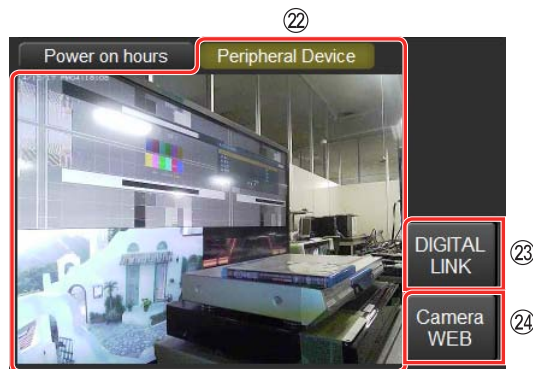 ㉒
Power on hours
Peripheral Device
DIGITAL
LINK
㉓
Camera
WEB
㉔